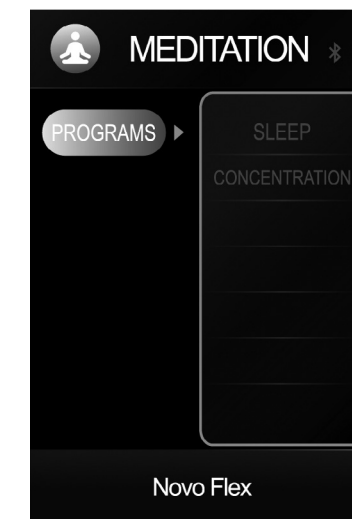 MEDITATION
PROGRAMS
SLEEP
CONCENTRATION
Novo Flex